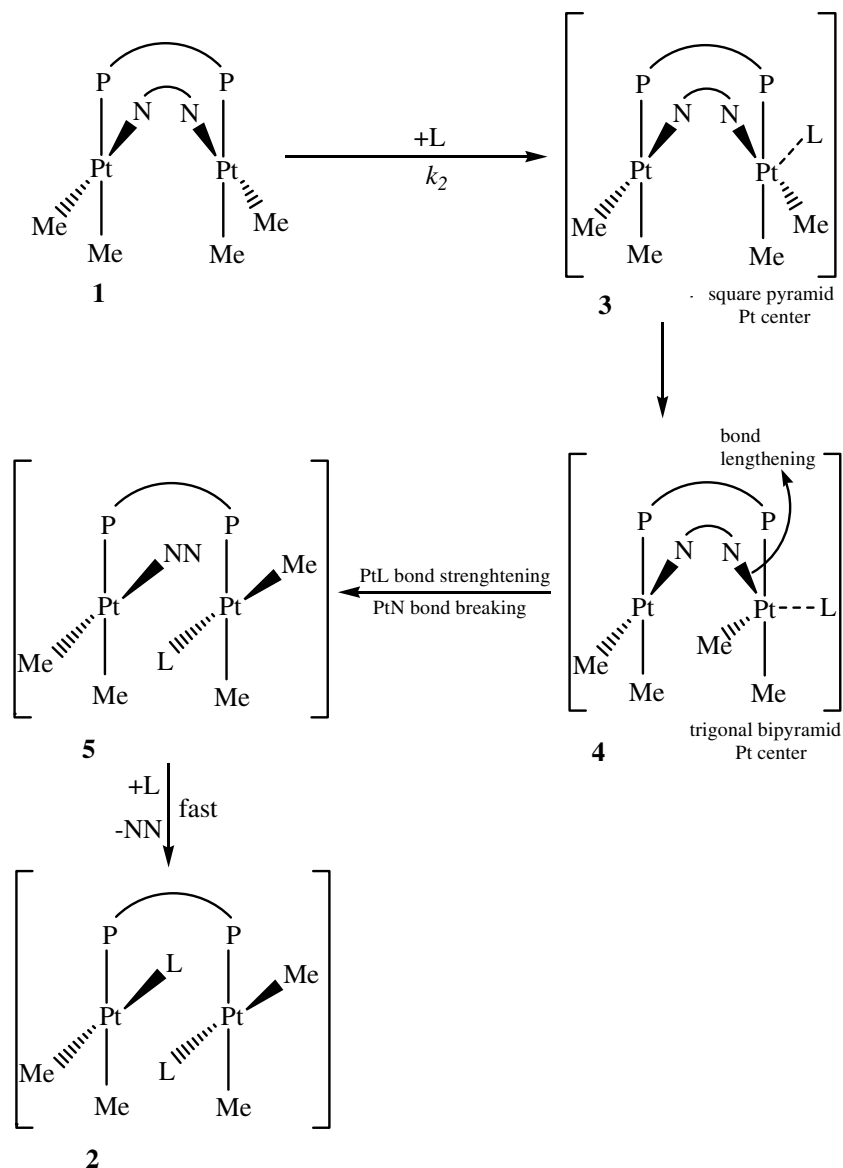 P P
N N
Pt Pt
Me Me
Me Me
1
+L
k2
P P
N N L
Pt Pt
Me Me
Me Me
3
square pyramid
Pt center
bond
lengthening
P P
N N
Pt Pt L
Me Me
Me Me
trigonal bipyramid
Pt center
4
PtL bond strenghtening
PtN bond breaking
P P
NN Me
Pt Pt
Me L
Me Me
5
+L
fast
-NN
P P
L Me
Pt Pt
Me L
Me Me
2